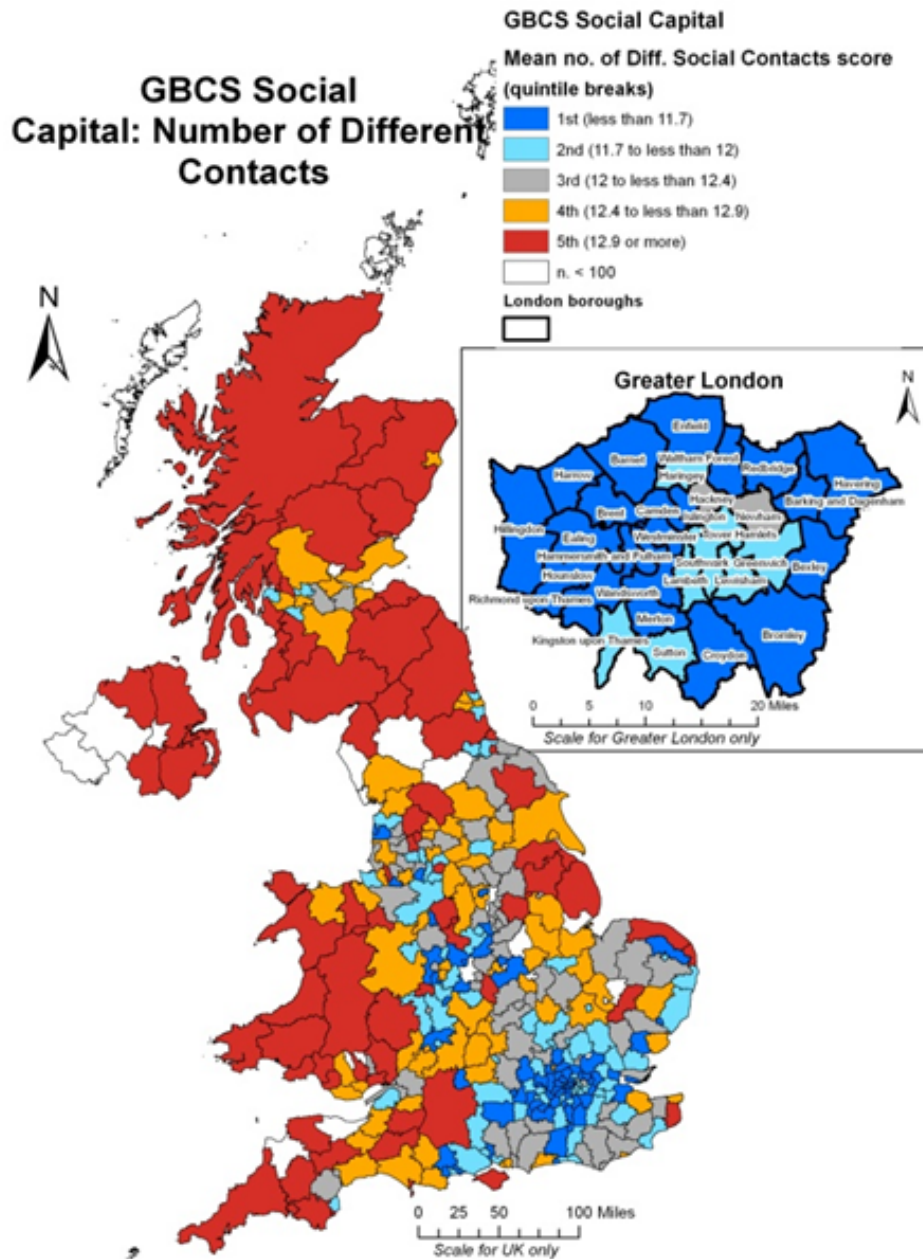 GBCS Social
Capital: Number of Different
Contacts
GBCS Social Capital
Mean no. of Diff. Social Contacts score
(quintile breaks)
1st (less than 11.7)
2nd (11.7 to less than 12)
3rd (12 to less than 12.4)
4th (12.4 to less than 12.9)
5th (12.9 or more)
n. < 100
London boroughs
N
Greater London
N
Enfield
Barnet
Waltham Forest
Haringey
Redbridge
Harrow
Havering
Hackney
Barking and Dagenham
Brent
Camden
Islington
Newham
Hillingdon
Ealing
Westminster
Tower Hamlets
Hammersmith and Fulham
Southwark
Greenwich
Bexley
Hounslow
Lambeth
Lewisham
Richmond upon Thames
Wandsworth
Merton
Bromley
Kingston upon Thames
Sutton
Croydon
0 5 10 20 Miles
Scale for Greater London only
0 25 50 100 Miles
Scale for UK only